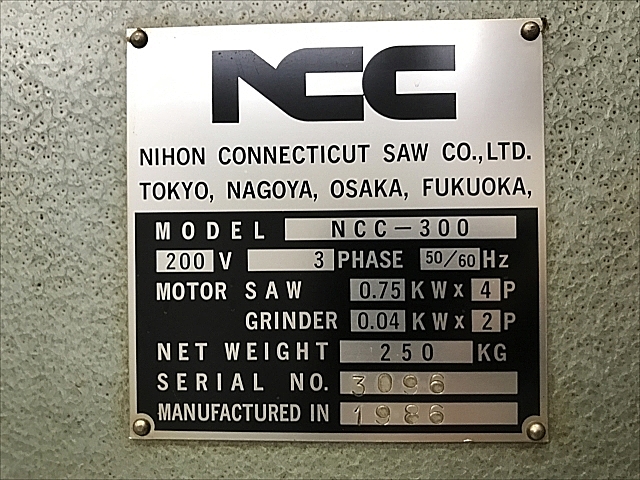 NCC
NIHON CONNECTICUT SAW CO.,LTD.
TOKYO, NAGOYA, OSAKA, FUKUOKA,
MODEL NCC-300
200 V 3 PHASE 50/60 Hz
MOTOR SAW 0.75 KW x 4 P
GRINDER 0.04 KW x 2 P
NET WEIGHT 250 KG
SERIAL NO. 3096
MANUFACTURED IN 1986